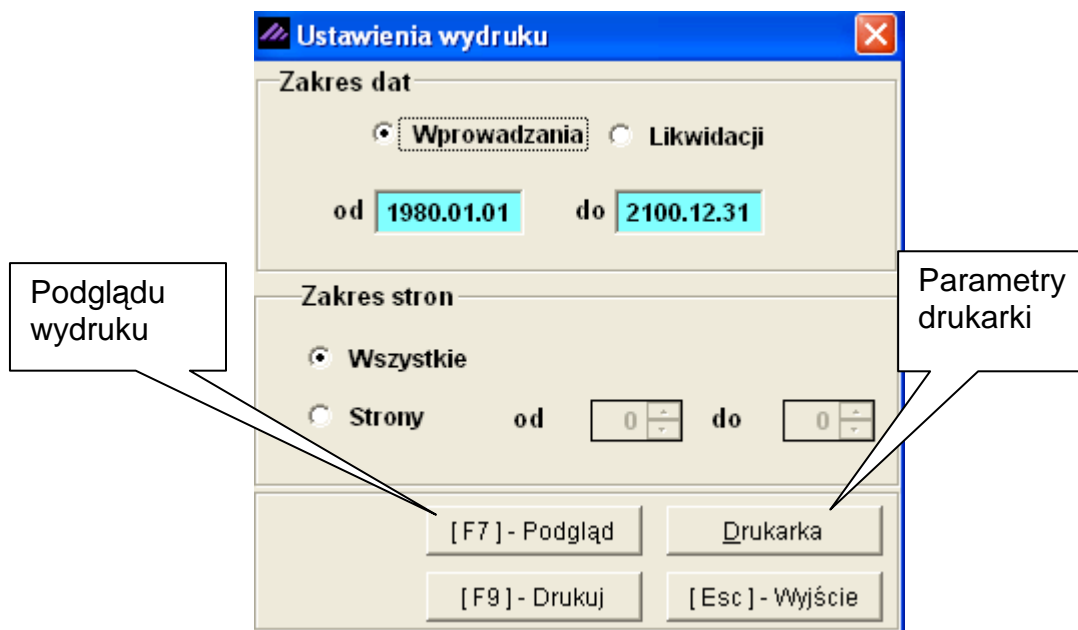 Ustawienia wydruku
Zakres dat
Wprowadzania Likwidacji
od 1980.01.01 do 2100.12.31
Podglądu
wydruku
Parametry
drukarki
Zakres stron
Wszystkie
Strony od 0 do 0
[ F7 ] - Podgląd Drukarka
[ F9 ] - Drukuj [ Esc ] - Wyjście